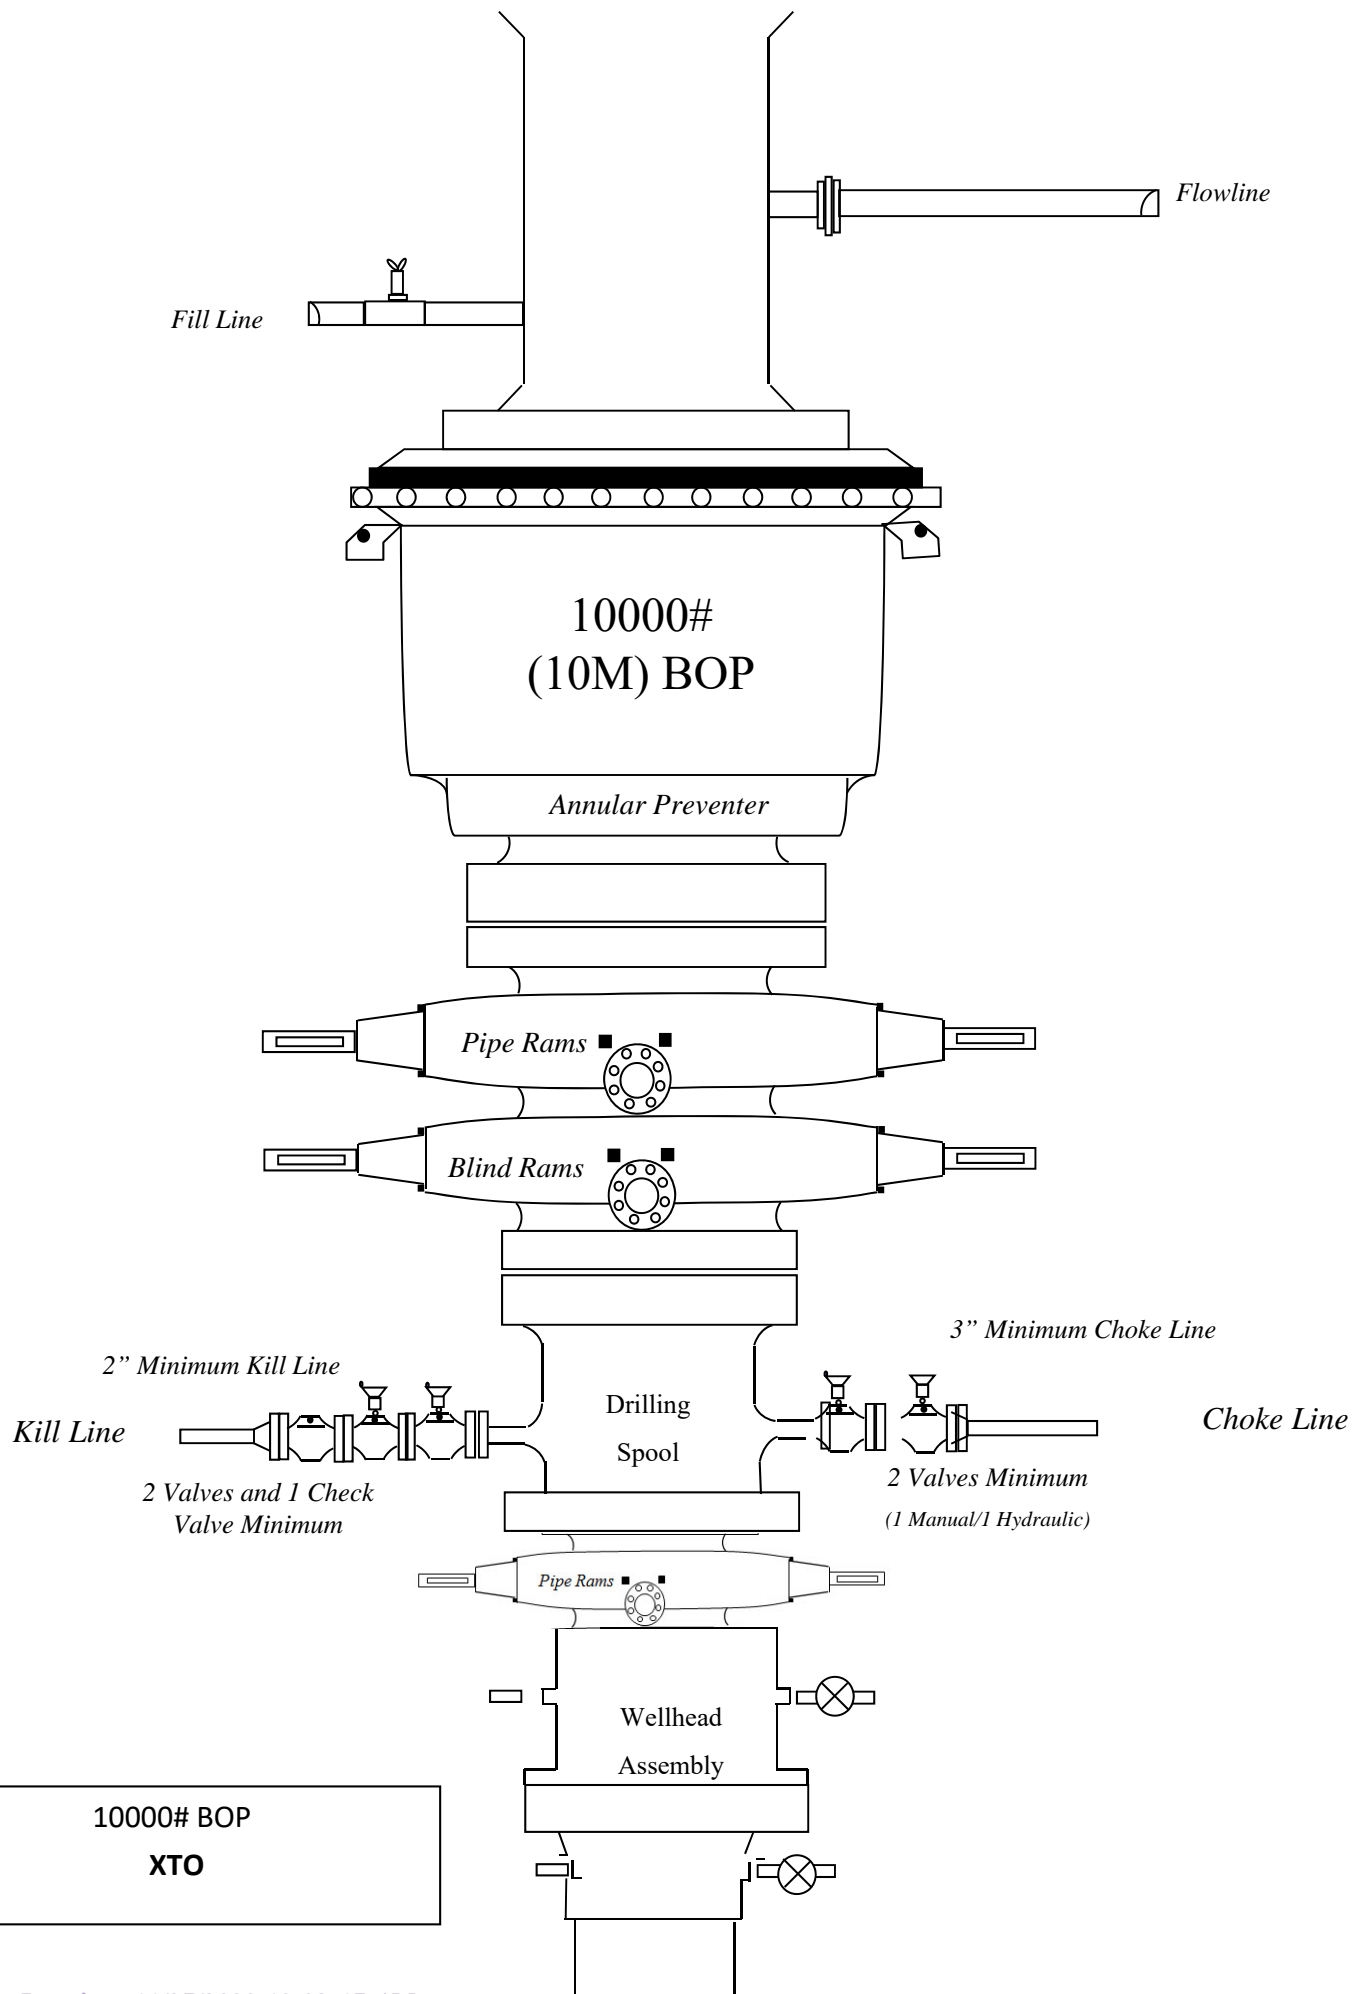 Flowline
Fill Line
10000#
(10M) BOP
Annular Preventer
Pipe Rams
Blind Rams
3” Minimum Choke Line
2” Minimum Kill Line
Drilling
Spool
Kill Line
Choke Line
2 Valves and 1 Check
Valve Minimum
2 Valves Minimum
(1 Manual/1 Hydraulic)
Pipe Rams
Wellhead
Assembly
10000# BOP
XTO